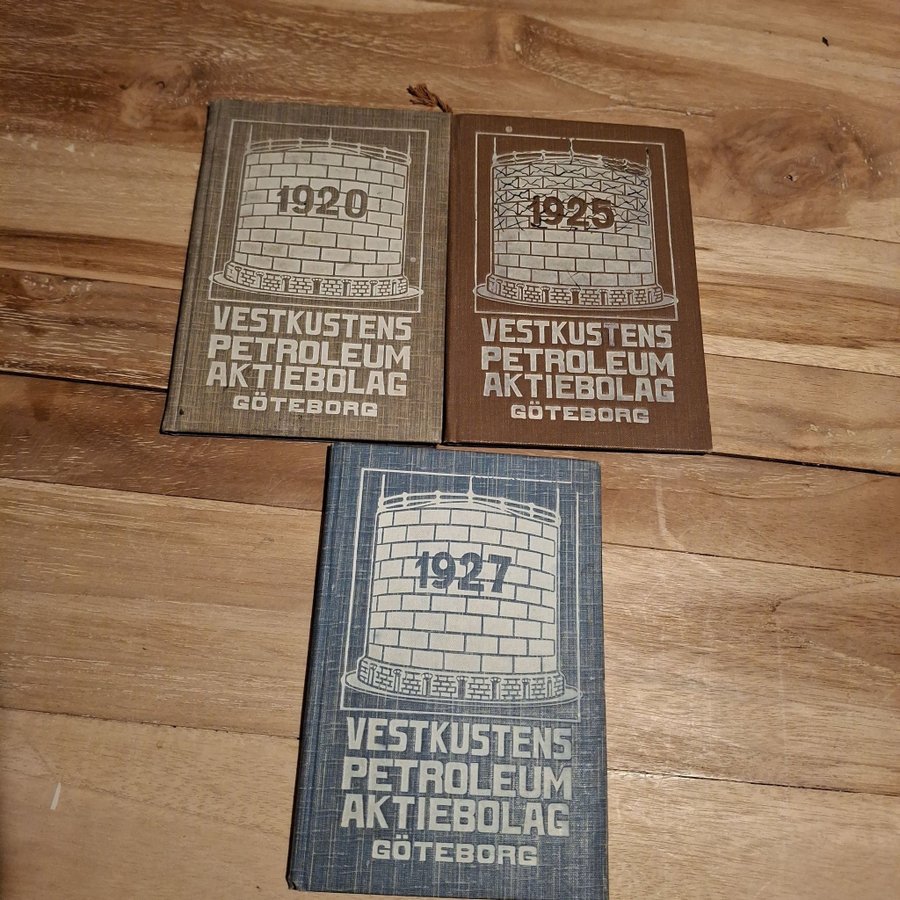 1920
VESTKUSTENS
PETROLEUM
AKTIEBOLAG
GÖTEBORG
1925
VESTKUSTENS
PETROLEUM
AKTIEBOLAG
GÖTEBORG
1927
VESTKUSTENS
PETROLEUM
AKTIEBOLAG
GÖTEBORG